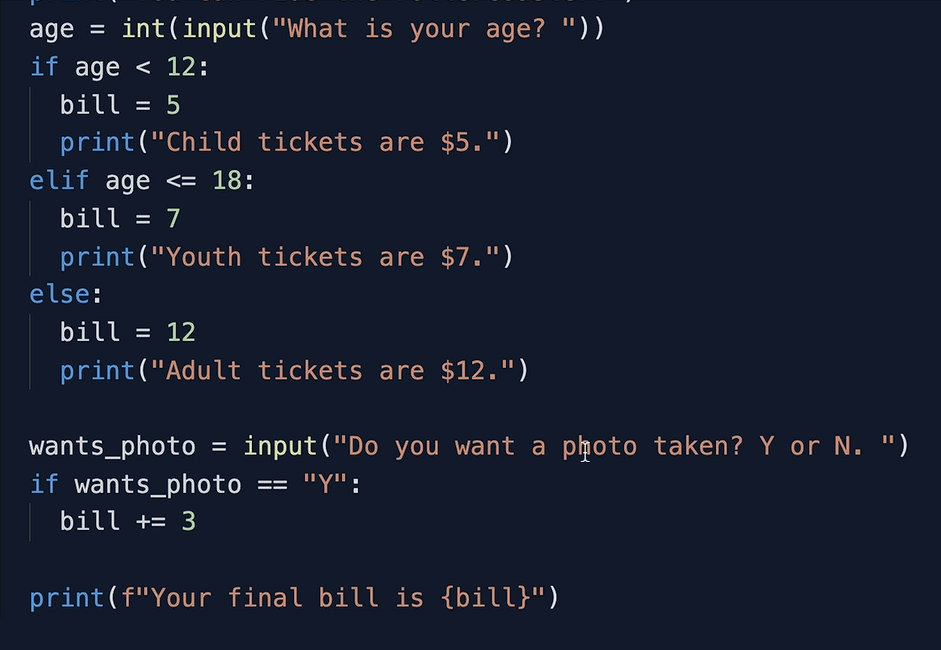 age = int(input("What is your age? "))
if age < 12:
  bill = 5
  print("Child tickets are $5.")
elif age <= 18:
  bill = 7
  print("Youth tickets are $7.")
else:
  bill = 12
  print("Adult tickets are $12.")
wants_photo = input("Do you want a photo taken? Y or N. ")
if wants_photo == "Y":
  bill += 3
print(f"Your final bill is {bill}")